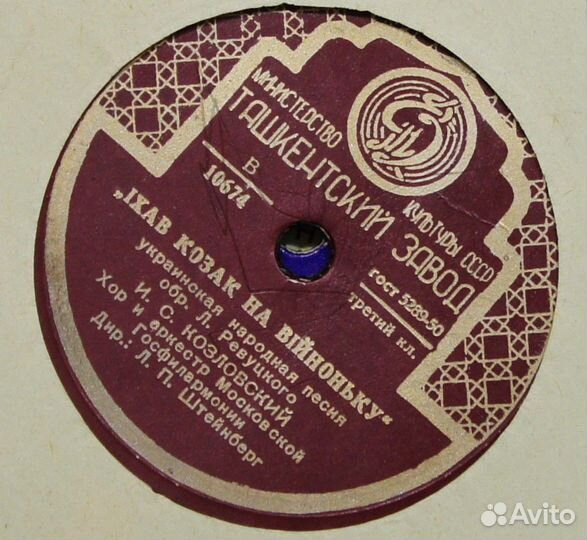 МИНИСТЕРСТВО КУЛЬТУРЫ СССР
ТАШКЕНТСКИЙ ЗАВОД
В
10674
ГОСТ 5289-50
третий кл.
„ЇХАВ КОЗАК НА ВІЙНОНЬКУ“
украинская народная песня
обр. Л. Ревуцкого
И. С. КОЗЛОВСКИЙ
Хор и оркестр Московской
Госфилармонии
Дир.: Л. П. Штейнберг
Avito